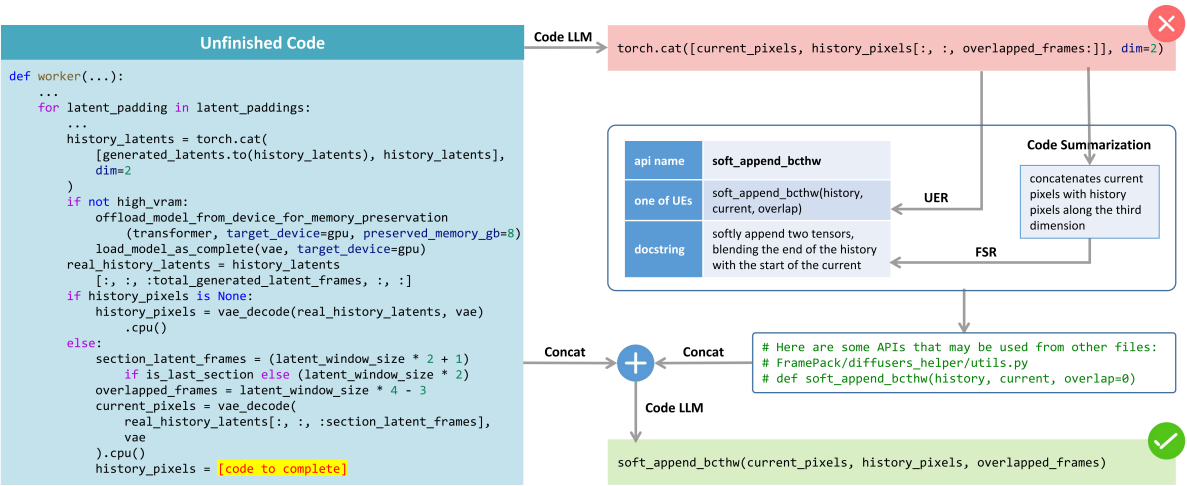 Unfinished Code
def worker(...):
...
for latent_padding in latent_paddings:
...
history_latents = torch.cat(
[generated_latents.to(history_latents), history_latents],
dim=2
)
if not high_vram:
offload_model_from_device_for_memory_preservation
(transformer, target_device=gpu, preserved_memory_gb=8)
load_model_as_complete(vae, target_device=gpu)
real_history_latents = history_latents
[:, :, :total_generated_latent_frames, :, :]
if history_pixels is None:
history_pixels = vae_decode(real_history_latents, vae)
.cpu()
else:
section_latent_frames = (latent_window_size * 2 + 1)
if is_last_section else (latent_window_size * 2)
overlapped_frames = latent_window_size * 4 - 3
current_pixels = vae_decode(
real_history_latents[:, :, :section_latent_frames],
vae
).cpu()
history_pixels = [code to complete]
Code LLM
torch.cat([current_pixels, history_pixels[:, :, overlapped_frames:]], dim=2)
Code Summarization
concatenates current
pixels with history
pixels along the third
dimension
api name
soft_append_bcthw
one of UEs
soft_append_bcthw(history,
current, overlap)
docstring
softly append two tensors,
blending the end of the history
with the start of the current
UER
FSR
Concat
Concat
# Here are some APIs that may be used from other files:
# FramePack/diffusers_helper/utils.py
# def soft_append_bcthw(history, current, overlap=0)
Code LLM
soft_append_bcthw(current_pixels, history_pixels, overlapped_frames)